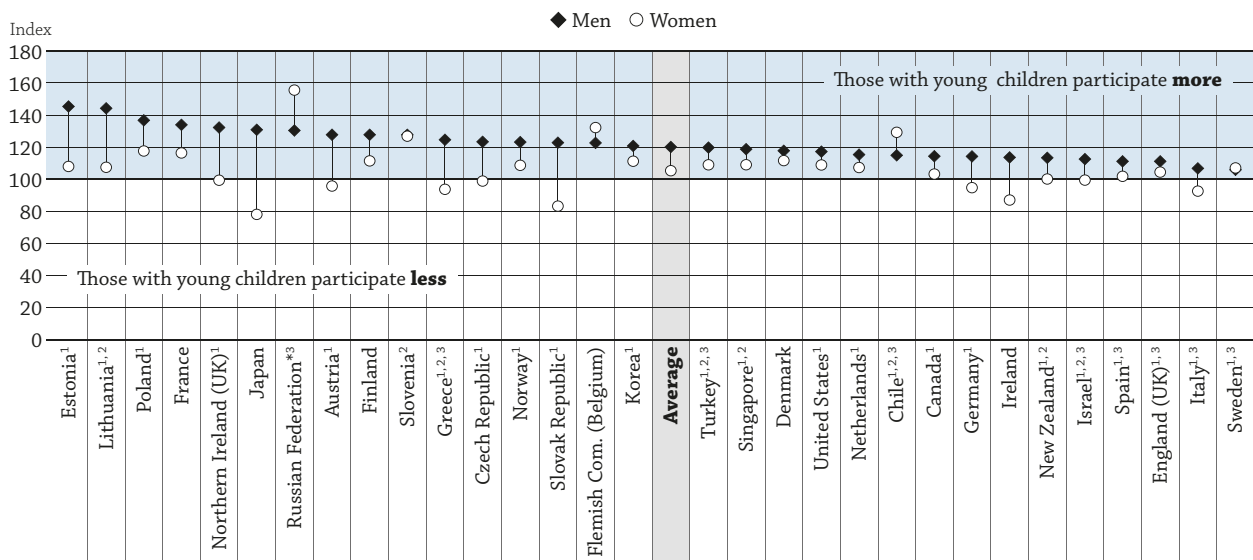 ◆ Men ○ Women
Index
180
160
140
120
100
80
60
40
20
0
Those with young children participate more
Those with young children participate less
Estonia¹
Lithuania¹, ²
Poland¹
France
Northern Ireland (UK)¹
Japan
Russian Federation*³
Austria¹
Finland
Slovenia²
Greece¹, ², ³
Czech Republic¹
Norway¹
Slovak Republic¹
Flemish Com. (Belgium)
Korea¹
Average
Turkey¹, ², ³
Singapore¹, ²
Denmark
United States¹
Netherlands¹
Chile¹, ², ³
Canada¹
Germany¹
Ireland
New Zealand¹, ²
Israel¹, ², ³
Spain¹, ³
England (UK)¹, ³
Italy¹, ³
Sweden¹, ³